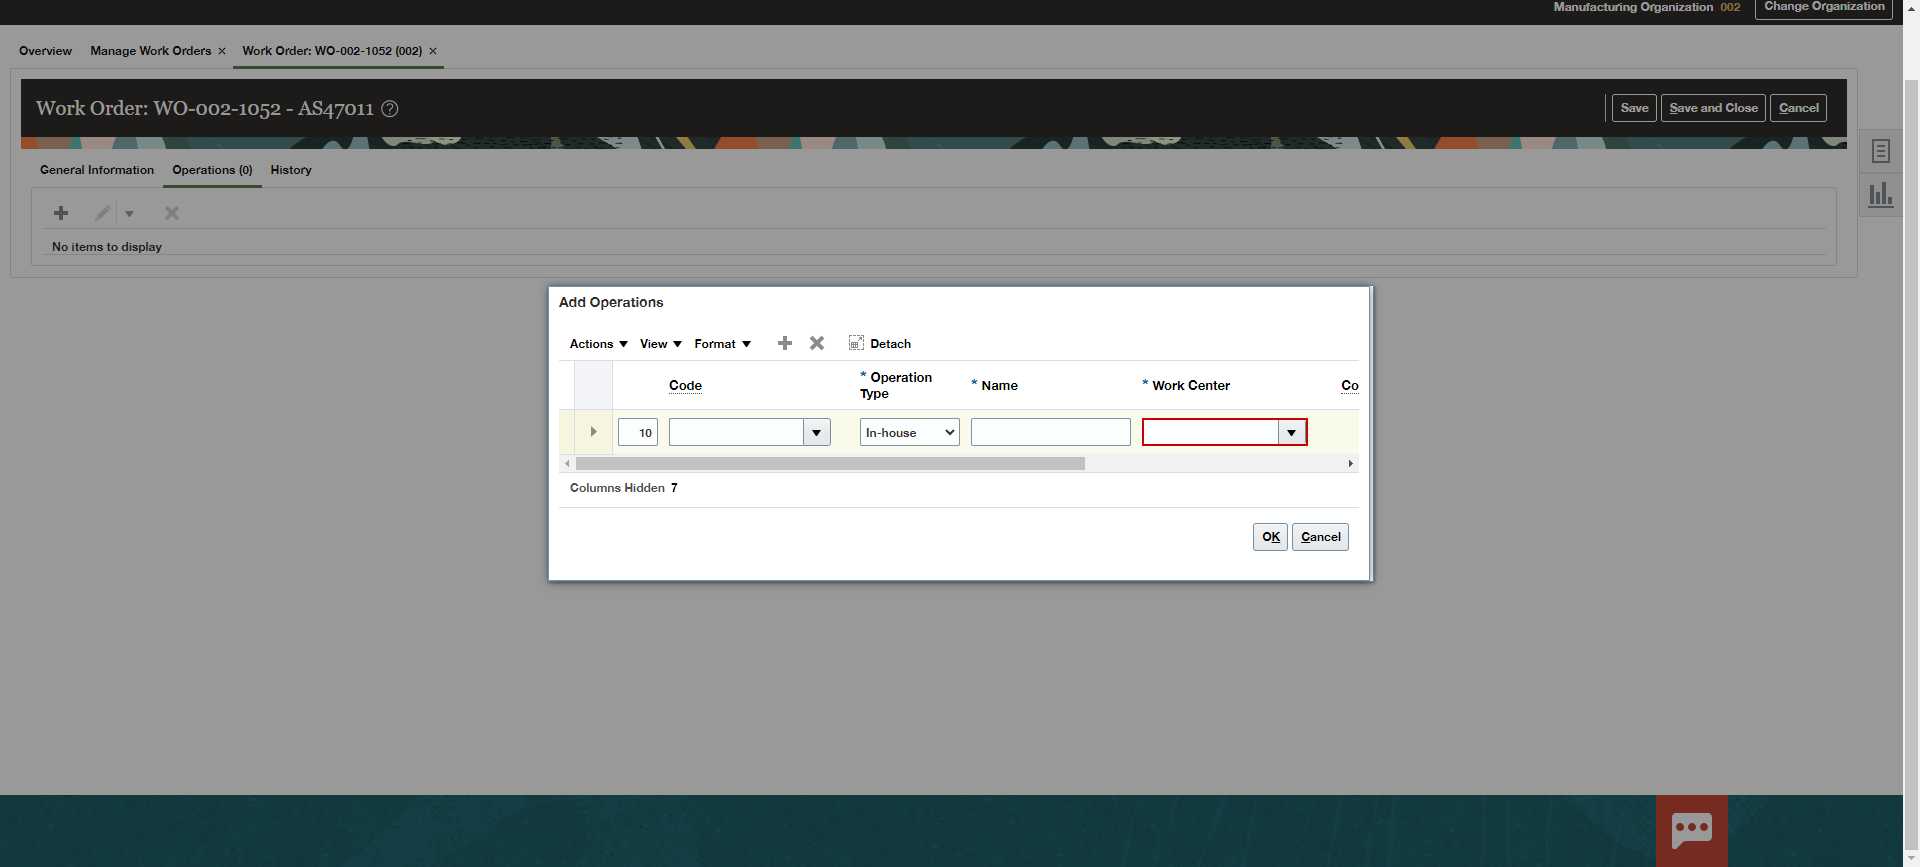 Manufacturing Organization 002 Change Organization
Overview Manage Work Orders × Work Order: WO-002-1052 (002) ×
Work Order: WO-002-1052 - AS47011 ?
Save Save and Close Cancel
General Information Operations (0) History
No items to display
Add Operations
Actions View Format Detach
Code * Operation Type * Name * Work Center Co
10 In-house
Columns Hidden 7
OK Cancel